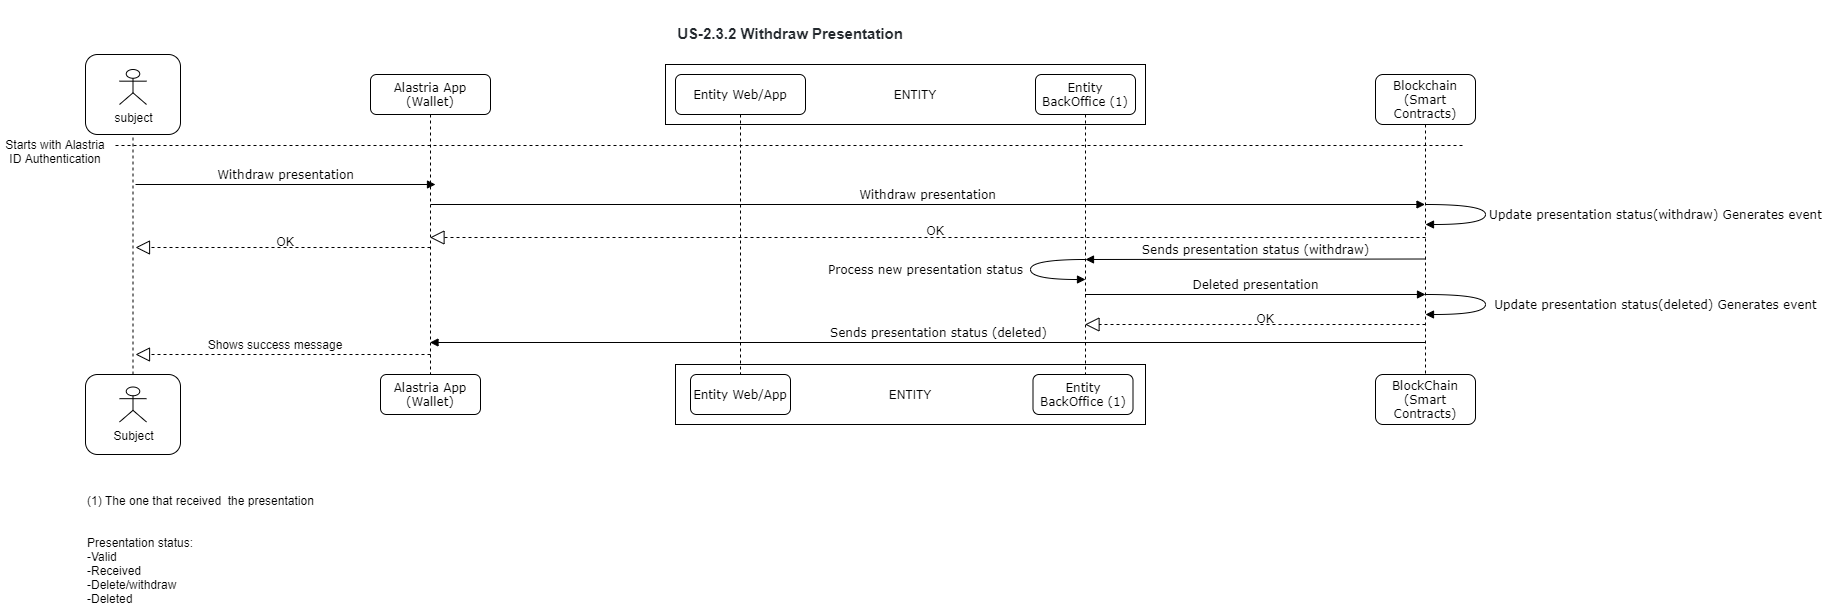 US-2.3.2 Withdraw Presentation
subject
Alastria App
(Wallet)
Entity Web/App
ENTITY
Entity
BackOffice (1)
Blockchain
(Smart
Contracts)
Starts with Alastria
ID Authentication
Withdraw presentation
Withdraw presentation
Update presentation status(withdraw) Generates event
OK
OK
Sends presentation status (withdraw)
Process new presentation status
Deleted presentation
Update presentation status(deleted) Generates event
OK
Sends presentation status (deleted)
Shows success message
Subject
Alastria App
(Wallet)
Entity Web/App
ENTITY
Entity
BackOffice (1)
BlockChain
(Smart
Contracts)
(1) The one that received  the presentation
Presentation status:
-Valid
-Received
-Delete/withdraw
-Deleted